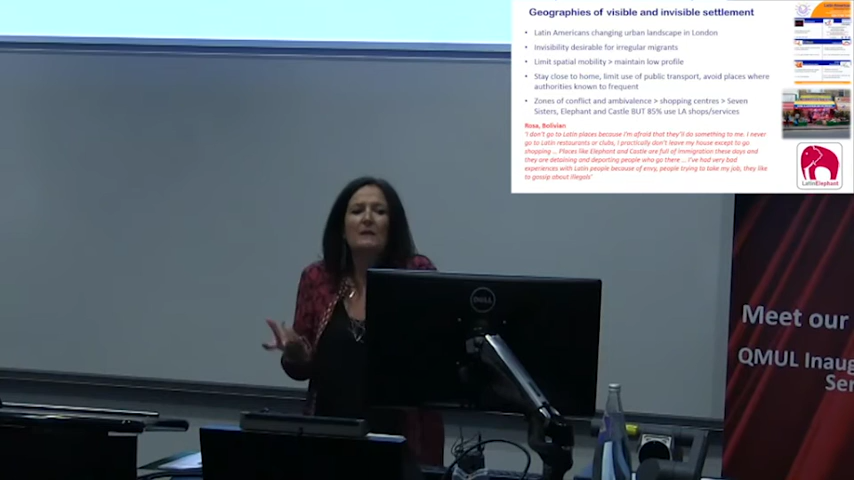 Geographies of visible and invisible settlement
• Latin Americans changing urban landscape in London
• Invisibility desirable for irregular migrants
• Limit spatial mobility > maintain low profile
• Stay close to home, limit use of public transport, avoid places where
authorities known to frequent
• Zones of conflict and ambivalence > shopping centres > Seven
Sisters, Elephant and Castle BUT 85% use LA shops/services
Rosa, Bolivian
'I don't go to Latin places because I'm afraid that they'll do something to me. I never
go to Latin restaurants or clubs, I practically don't leave my house except to go
shopping ... Places like Elephant and Castle are full of immigration these days and
they are detaining and deporting people who go there ... I've had very bad
experiences with Latin people because of envy, people trying to take my job, they like
to gossip about illegals'
LatinElephant
DELL
Meet our
QMUL Inaug
Ser